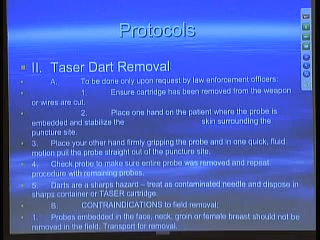 Protocols
II. Taser Dart Removal
A. To be done only upon request by law enforcement officers:
1. Ensure cartridge has been removed from the weapon
or wires are cut.
2. Place one hand on the patient where the probe is
embedded and stabilize the skin surrounding the
puncture site.
3. Place your other hand firmly gripping the probe and in one quick, fluid
motion pull the probe straight out of the puncture site.
4. Check probe to make sure entire probe was removed and repeat
procedure with remaining probes.
5. Darts are a sharps hazard – treat as contaminated needle and dispose in
sharps container or TASER cartridge.
B. CONTRAINDICATIONS to field removal:
1. Probes embedded in the face, neck, groin or female breast should not be
removed in the field. Transport for removal.